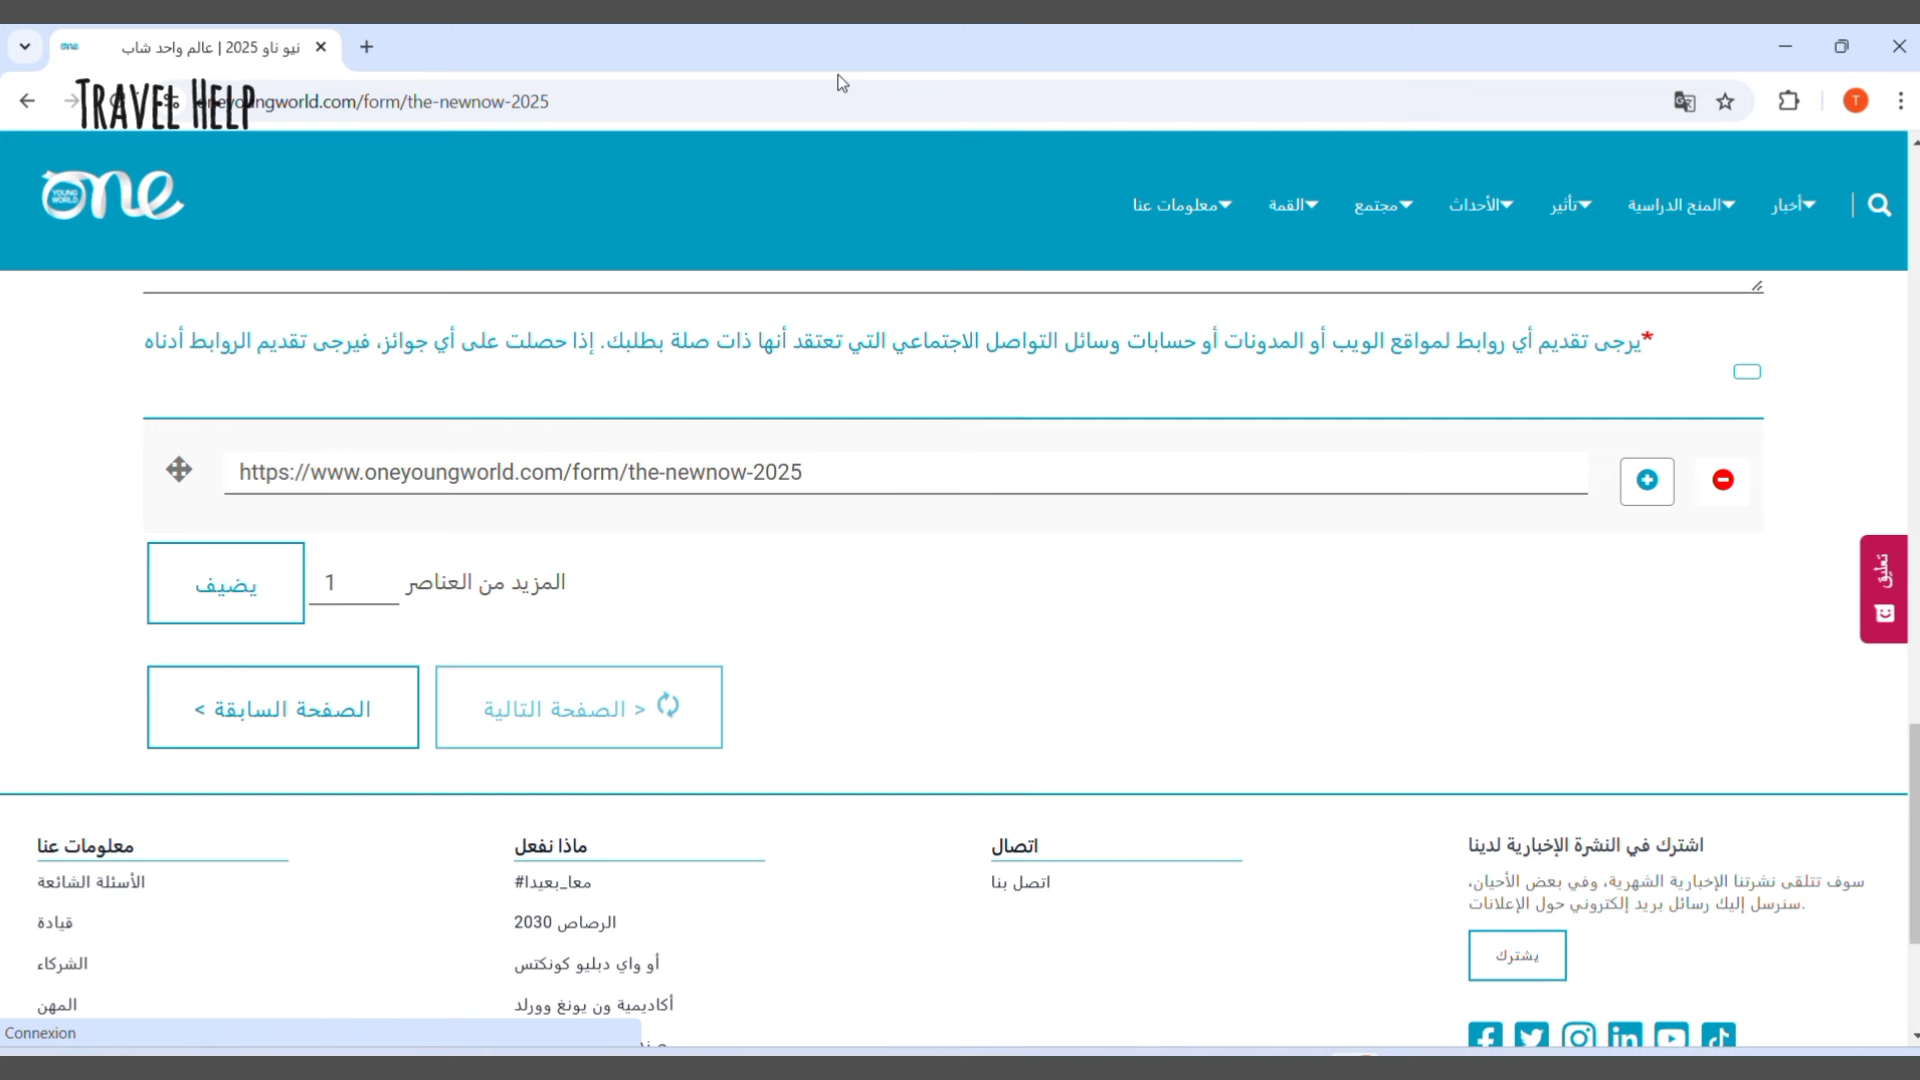 نيو ناو 2025 | عالم واحد شاب
TRAVEL HELP
ngworld.com/form/the-newnow-2025
one
YOUNG WORLD
معلومات عنا
القمة
مجتمع
الأحداث
تأثير
المنح الدراسية
أخبار
*يرجى تقديم أي روابط لمواقع الويب أو المدونات أو حسابات وسائل التواصل الاجتماعي التي تعتقد أنها ذات صلة بطلبك. إذا حصلت على أي جوائز، فيرجى تقديم الروابط أدناه
https://www.oneyoungworld.com/form/the-newnow-2025
يضيف
1
المزيد من العناصر
تعليق
الصفحة السابقة >
< الصفحة التالية >
معلومات عنا
الأسئلة الشائعة
قيادة
الشركاء
المهن
ماذا نفعل
#معا_بعيدا
الرصاص 2030
أو واي دبليو كونكتس
أكاديمية ون يونغ وورلد
اتصال
اتصل بنا
اشترك في النشرة الإخبارية لدينا
سوف تتلقى نشرتنا الإخبارية الشهرية، وفي بعض الأحيان،
سنرسل إليك رسائل بريد إلكتروني حول الإعلانات.
يشترك
Connexion